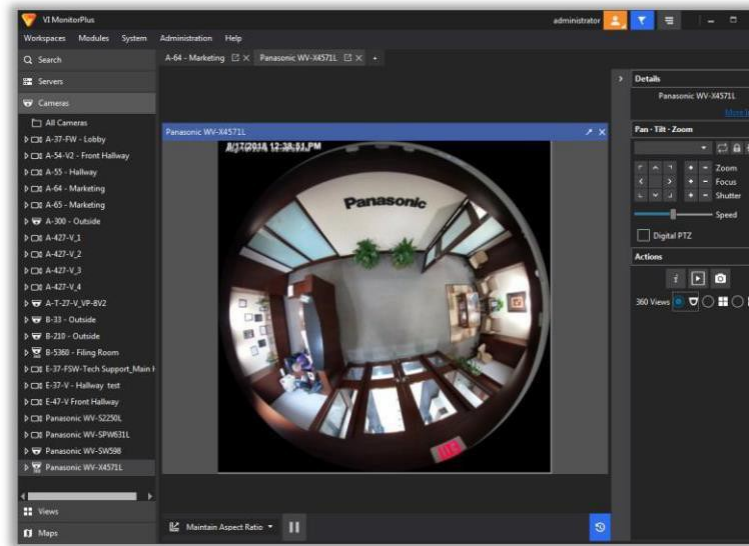 VI MonitorPlus
administrator
Workspaces Modules System Administration Help
Search
A-64 - Marketing
Panasonic WV-X4571L
Servers
Cameras
All Cameras
A-37-FW - Lobby
A-54-V2 - Front Hallway
A-55 - Hallway
A-64 - Marketing
A-65 - Marketing
A-300 - Outside
A-427-V_1
A-427-V_2
A-427-V_3
A-427-V_4
A-T-27-V_VP-8V2
B-33 - Outside
B-210 - Outside
B-5360 - Filing Room
E-37-FSW-Tech Support_Main
E-37-V - Hallway test
E-47-V Front Hallway
Panasonic WV-S2250L
Panasonic WV-SPW631L
Panasonic WV-SW598
Panasonic WV-X4571L
Views
Maps
Panasonic WV-X4571L
8/17/2018 12:38:51 PM
Panasonic
Maintain Aspect Ratio
Details
Panasonic WV-X4571L
Pan - Tilt - Zoom
Zoom
Focus
Shutter
Speed
Digital PTZ
Actions
360 Views